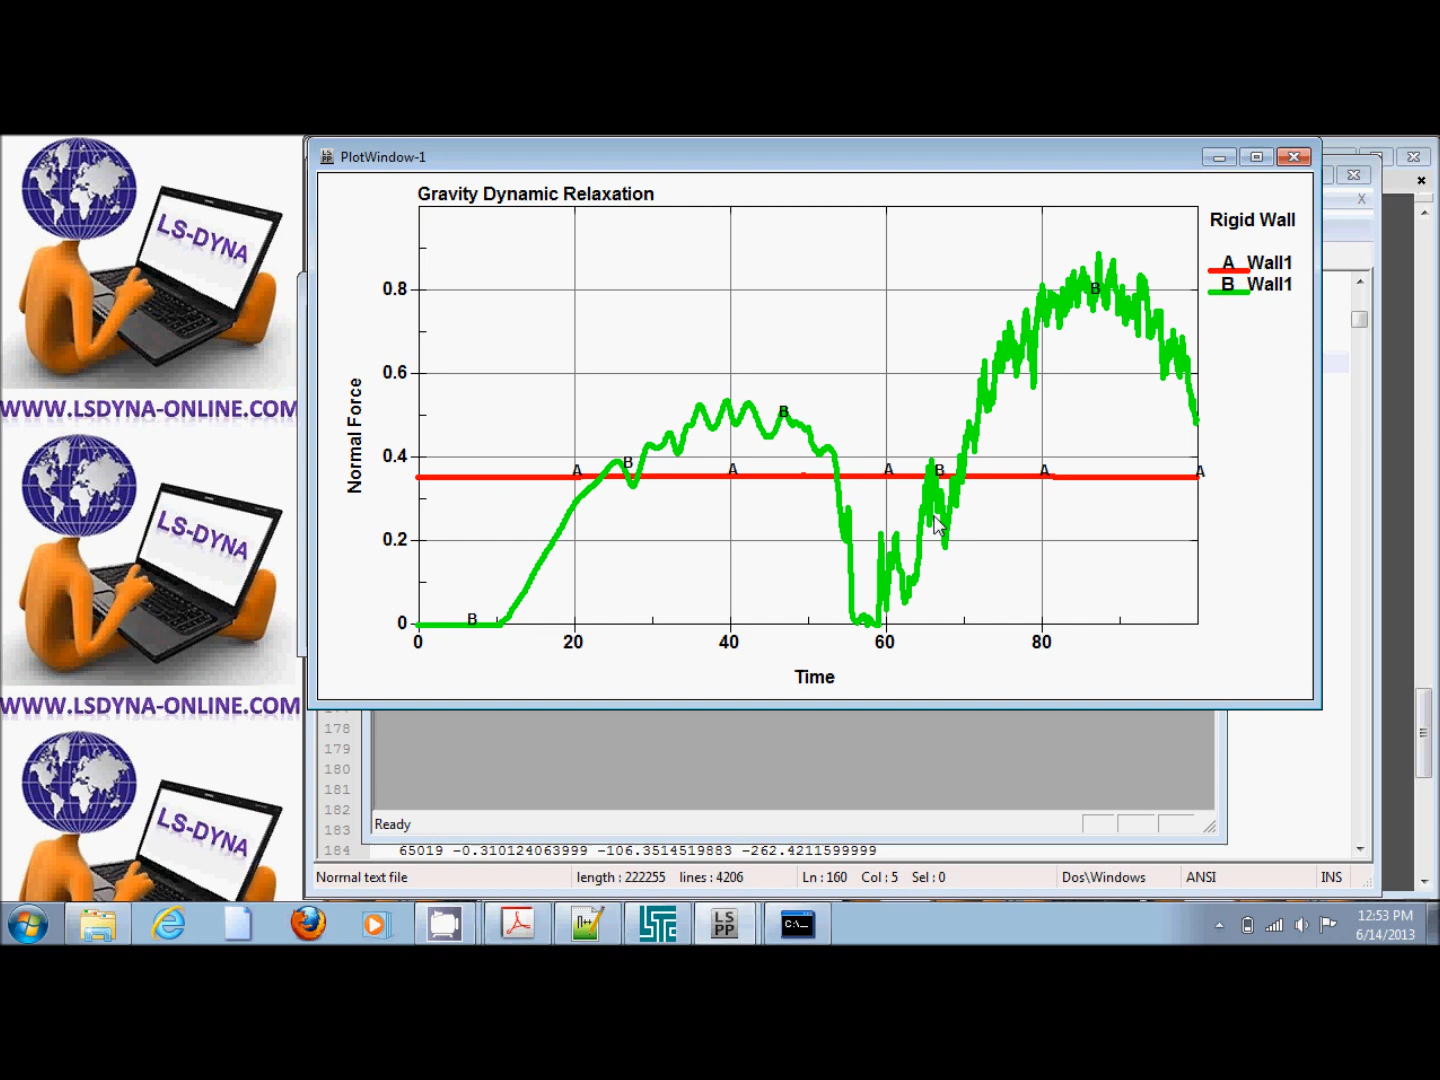 PlotWindow-1
Gravity Dynamic Relaxation
Rigid Wall
A Wall1
B Wall1
Normal Force
0.8
0.6
0.4
0.2
0
0 20 40 60 80
Time
A A A A A
B B B B B
LS-DYNA
WWW.LSDYNA-ONLINE.COM
LS-DYNA
WWW.LSDYNA-ONLINE.COM
LS-DYNA
178
179
180
181
182
183
184 65019 -0.310124063999 -106.3514519883 -262.4211599999
Ready
Normal text file length : 222255 lines : 4206 Ln : 160 Col : 5 Sel : 0 Dos\Windows ANSI INS
LS
PP
C:\_
12:53 PM
6/14/2013